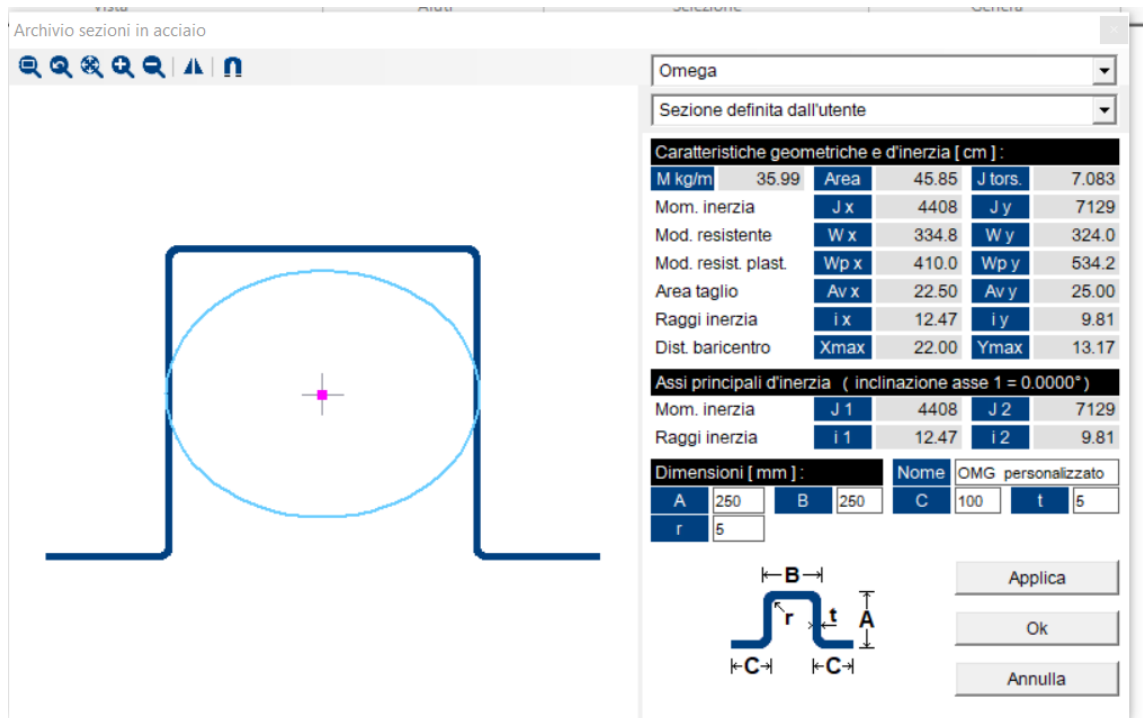 Vista Aiuti Selezione Genera
Archivio sezioni in acciaio
Omega
Sezione definita dall'utente
Caratteristiche geometriche e d'inerzia [ cm ] :
M kg/m 35.99 Area 45.85 J tors. 7.083
Mom. inerzia J x 4408 J y 7129
Mod. resistente W x 334.8 W y 324.0
Mod. resist. plast. Wp x 410.0 Wp y 534.2
Area taglio Av x 22.50 Av y 25.00
Raggi inerzia i x 12.47 i y 9.81
Dist. baricentro Xmax 22.00 Ymax 13.17
Assi principali d'inerzia ( inclinazione asse 1 = 0.0000° )
Mom. inerzia J 1 4408 J 2 7129
Raggi inerzia i 1 12.47 i 2 9.81
Dimensioni [ mm ] : Nome OMG personalizzato
A 250 B 250 C 100 t 5
r 5
B
r t A
C C
Applica
Ok
Annulla